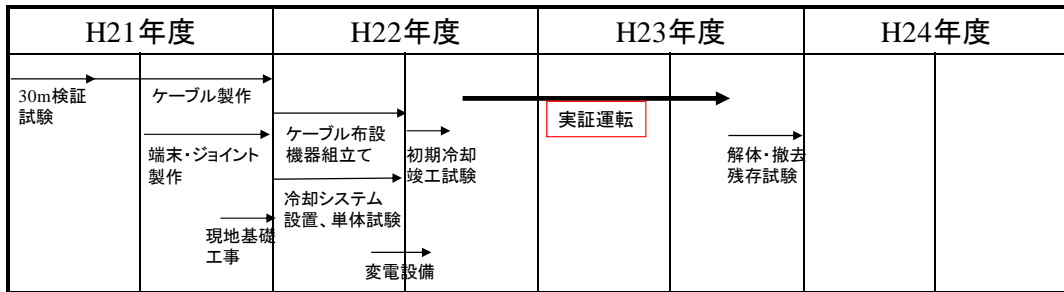 H21年度
H22年度
H23年度
H24年度
30m検証
試験
ケーブル製作
端末・ジョイント
製作
現地基礎
工事
ケーブル布設
機器組立て
冷却システム
設置、単体試験
変電設備
初期冷却
竣工試験
実証運転
解体・撤去
残存試験